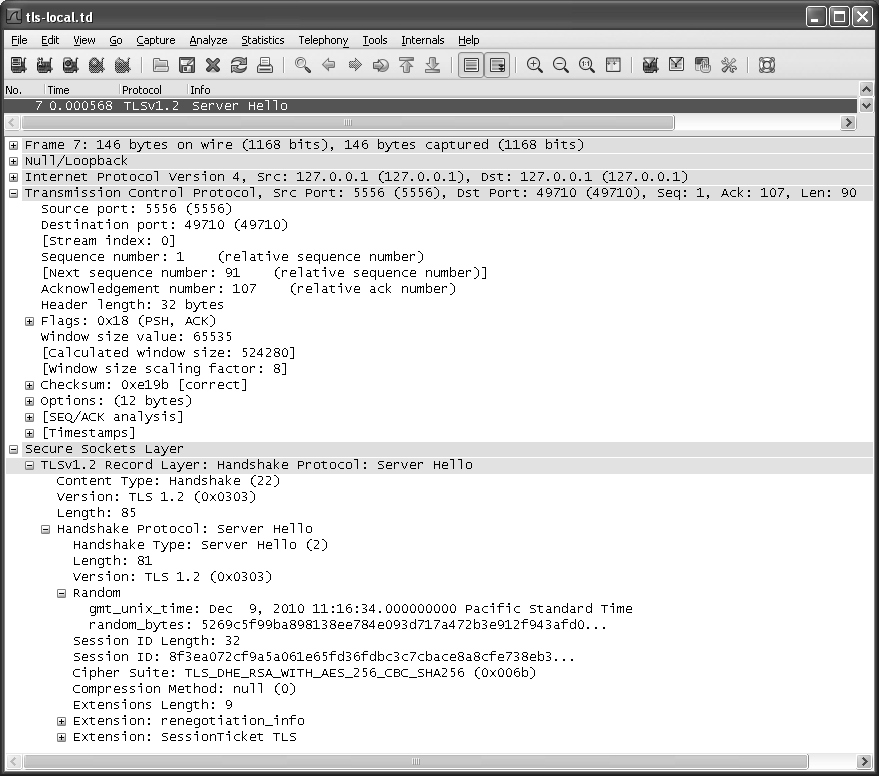 tls-local.td
File Edit View Go Capture Analyze Statistics Telephony Tools Internals Help
No. Time Protocol Info
7 0.000568 TLSv1.2 Server Hello
Frame 7: 146 bytes on wire (1168 bits), 146 bytes captured (1168 bits)
Null/Loopback
Internet Protocol Version 4, Src: 127.0.0.1 (127.0.0.1), Dst: 127.0.0.1 (127.0.0.1)
Transmission Control Protocol, Src Port: 5556 (5556), Dst Port: 49710 (49710), Seq: 1, Ack: 107, Len: 90
Source port: 5556 (5556)
Destination port: 49710 (49710)
[Stream index: 0]
Sequence number: 1 (relative sequence number)
[Next sequence number: 91 (relative sequence number)]
Acknowledgement number: 107 (relative ack number)
Header length: 32 bytes
Flags: 0x18 (PSH, ACK)
Window size value: 65535
[Calculated window size: 524280]
[Window size scaling factor: 8]
Checksum: 0xe19b [correct]
Options: (12 bytes)
[SEQ/ACK analysis]
[Timestamps]
Secure Sockets Layer
TLSv1.2 Record Layer: Handshake Protocol: Server Hello
Content Type: Handshake (22)
Version: TLS 1.2 (0x0303)
Length: 85
Handshake Protocol: Server Hello
Handshake Type: Server Hello (2)
Length: 81
Version: TLS 1.2 (0x0303)
Random
gmt_unix_time: Dec 9, 2010 11:16:34.000000000 Pacific Standard Time
random_bytes: 5269c5f99ba898138ee784e093d717a472b3e912f943afd0...
Session ID Length: 32
Session ID: 8f3ea072cf9a5a061e65fd36fdbc3c7cbace8a8cfe738eb3...
Cipher Suite: TLS_DHE_RSA_WITH_AES_256_CBC_SHA256 (0x006b)
Compression Method: null (0)
Extensions Length: 9
Extension: renegotiation_info
Extension: SessionTicket TLS